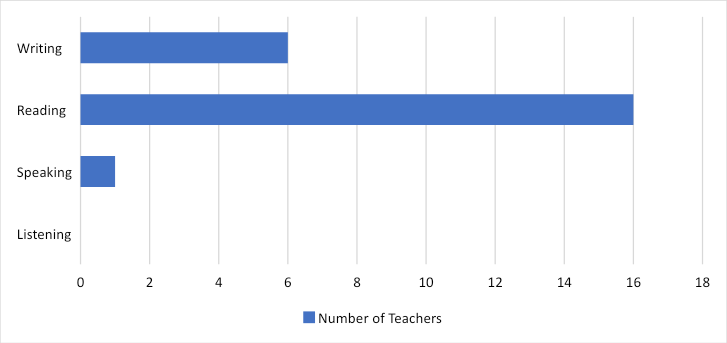 Writing
Reading
Speaking
Listening
0 2 4 6 8 10 12 14 16 18
Number of Teachers